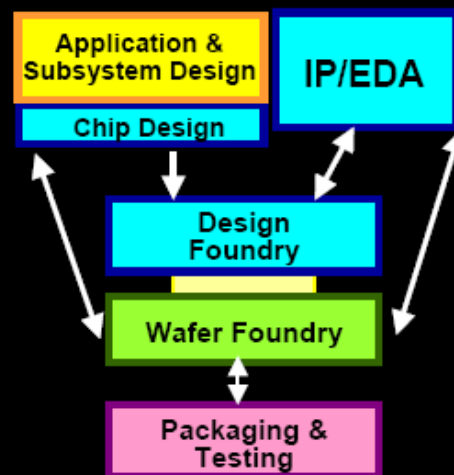 Application &
Subsystem Design
IP/EDA
Chip Design
Design
Foundry
Wafer Foundry
Packaging &
Testing